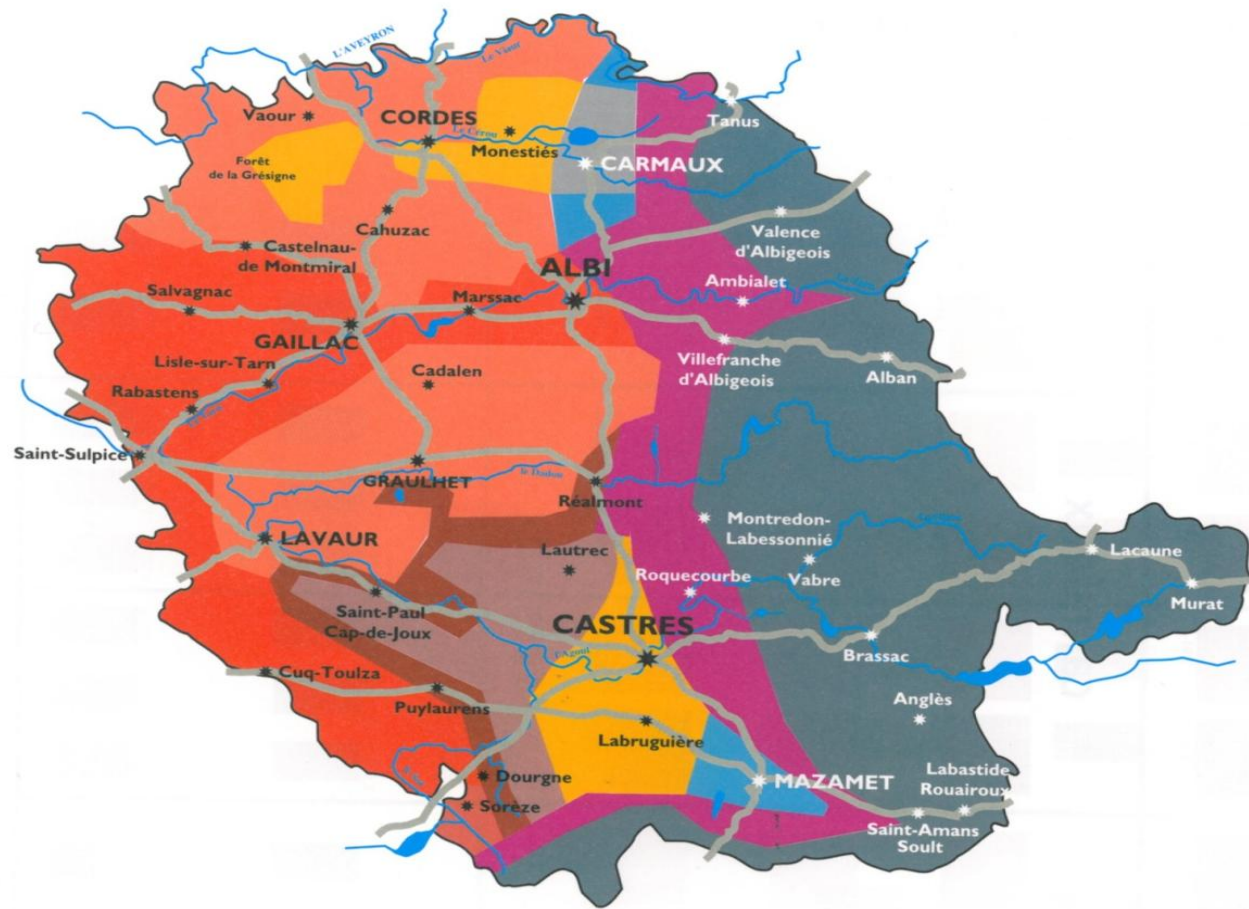 L'AVEYRON
Le Viaur
Vaour
CORDES
Le Cérou
Monestiés
Tanus
Forêt
de la Grésigne
CARMAUX
Cahuzac
Valence
d'Albigeois
Castelnau-
de Montmiral
ALBI
Ambialet
Le Tarn
Salvagnac
Marssac
GAILLAC
Villefranche
d'Albigeois
Lisle-sur-Tarn
Cadalen
Alban
Rabastens
Saint-Sulpice
GRAULHET
le Dadou
Réalmont
Montredon-
Labessonnié
LAVAUR
Lautrec
Lacaune
Vabre
Roquecourbe
Murat
Saint-Paul
Cap-de-Joux
CASTRES
Brassac
l'Agout
Cuq-Toulza
Puylaurens
Anglès
Labruguière
Dourgne
MAZAMET
Labastide
Rouairoux
Sorèze
Saint-Amans
Soult